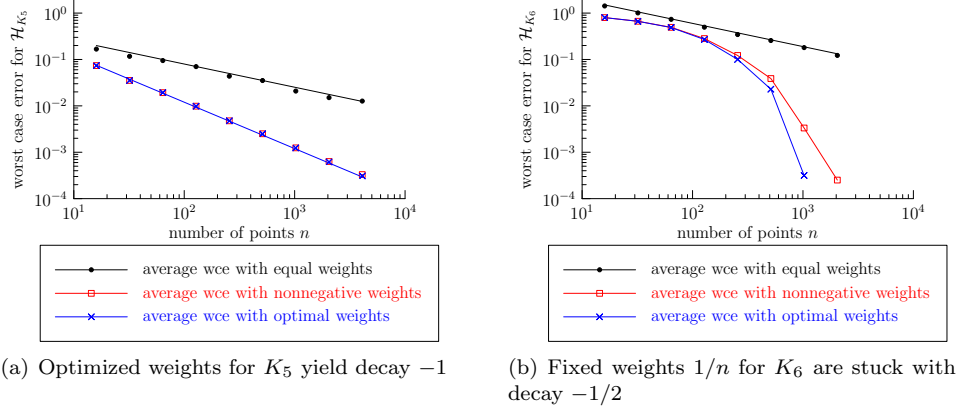 worst case error for $\mathcal{H}_{K_5}$
$10^0$
$10^{-1}$
$10^{-2}$
$10^{-3}$
$10^{-4}$
$10^1$ $10^2$ $10^3$ $10^4$
number of points $n$
average wce with equal weights
average wce with nonnegative weights
average wce with optimal weights
(a) Optimized weights for $K_5$ yield decay −1
worst case error for $\mathcal{H}_{K_6}$
$10^0$
$10^{-1}$
$10^{-2}$
$10^{-3}$
$10^{-4}$
$10^1$ $10^2$ $10^3$ $10^4$
number of points $n$
average wce with equal weights
average wce with nonnegative weights
average wce with optimal weights
(b) Fixed weights $1/n$ for $K_6$ are stuck with
decay −1/2